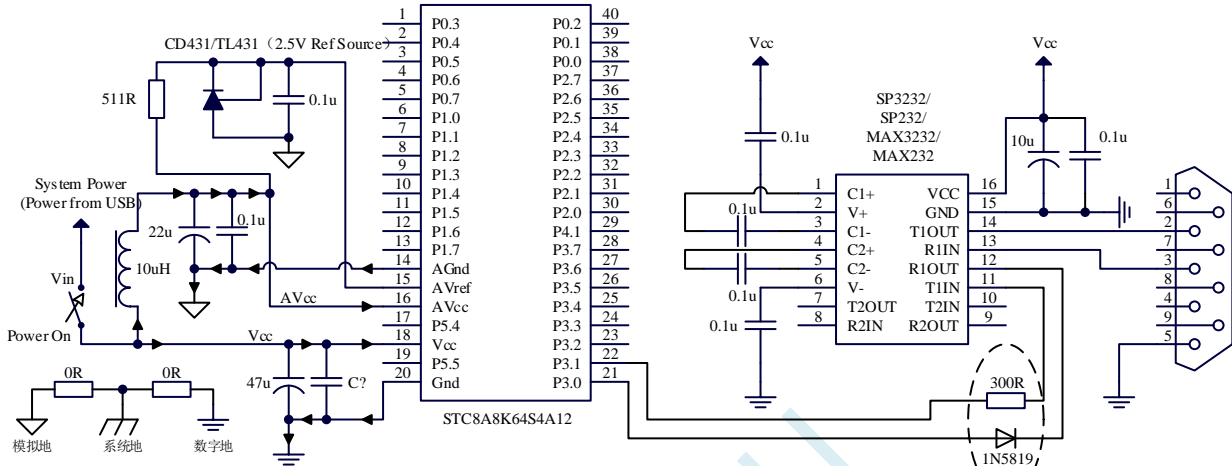 CD431/TL431（2.5V Ref Source）
511R
0.1u
System Power
(Power from USB)
22u
0.1u
10uH
Vin
Power On
AVcc
Vcc
47u
C?
0R
0R
模拟地
系统地
数字地
1 P0.3
2 P0.4
3 P0.5
4 P0.6
5 P0.7
6 P1.0
7 P1.1
8 P1.2
9 P1.3
10 P1.4
11 P1.5
12 P1.6
13 P1.7
14 AGnd
15 AVref
16 AVcc
17 P5.4
18 Vcc
19 P5.5
20 Gnd
P0.2 40
P0.1 39
P0.0 38
P2.7 37
P2.6 36
P2.5 35
P2.4 34
P2.3 33
P2.2 32
P2.1 31
P2.0 30
P4.1 29
P3.7 28
P3.6 27
P3.5 26
P3.4 25
P3.3 24
P3.2 23
P3.1 22
P3.0 21
STC8A8K64S4A12
Vcc
0.1u
0.1u
0.1u
0.1u
SP3232/
SP232/
MAX3232/
MAX232
1 C1+
2 V+
3 C1-
4 C2+
5 C2-
6 V-
7 T2OUT
8 R2IN
VCC 16
GND 15
T1OUT 14
R1IN 13
R1OUT 12
T1IN 11
T2IN 10
R2OUT 9
Vcc
10u
0.1u
1
6
2
7
3
8
4
9
5
300R
1N5819